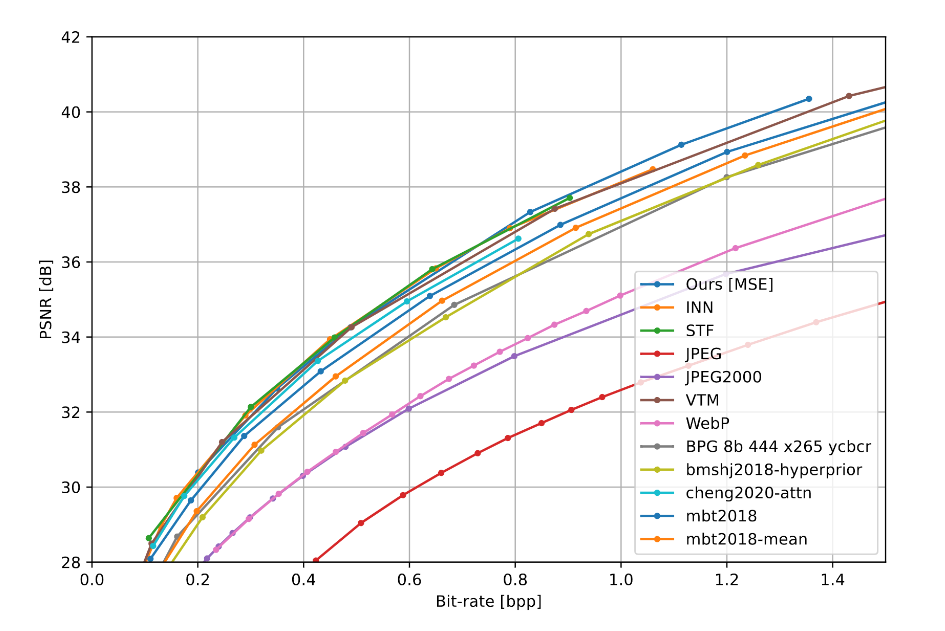 42
40
38
36
34
32
30
28
PSNR [dB]
0.0 0.2 0.4 0.6 0.8 1.0 1.2 1.4
Bit-rate [bpp]
Ours [MSE]
INN
STF
JPEG
JPEG2000
VTM
WebP
BPG 8b 444 x265 ycbcr
bmshj2018-hyperprior
cheng2020-attn
mbt2018
mbt2018-mean